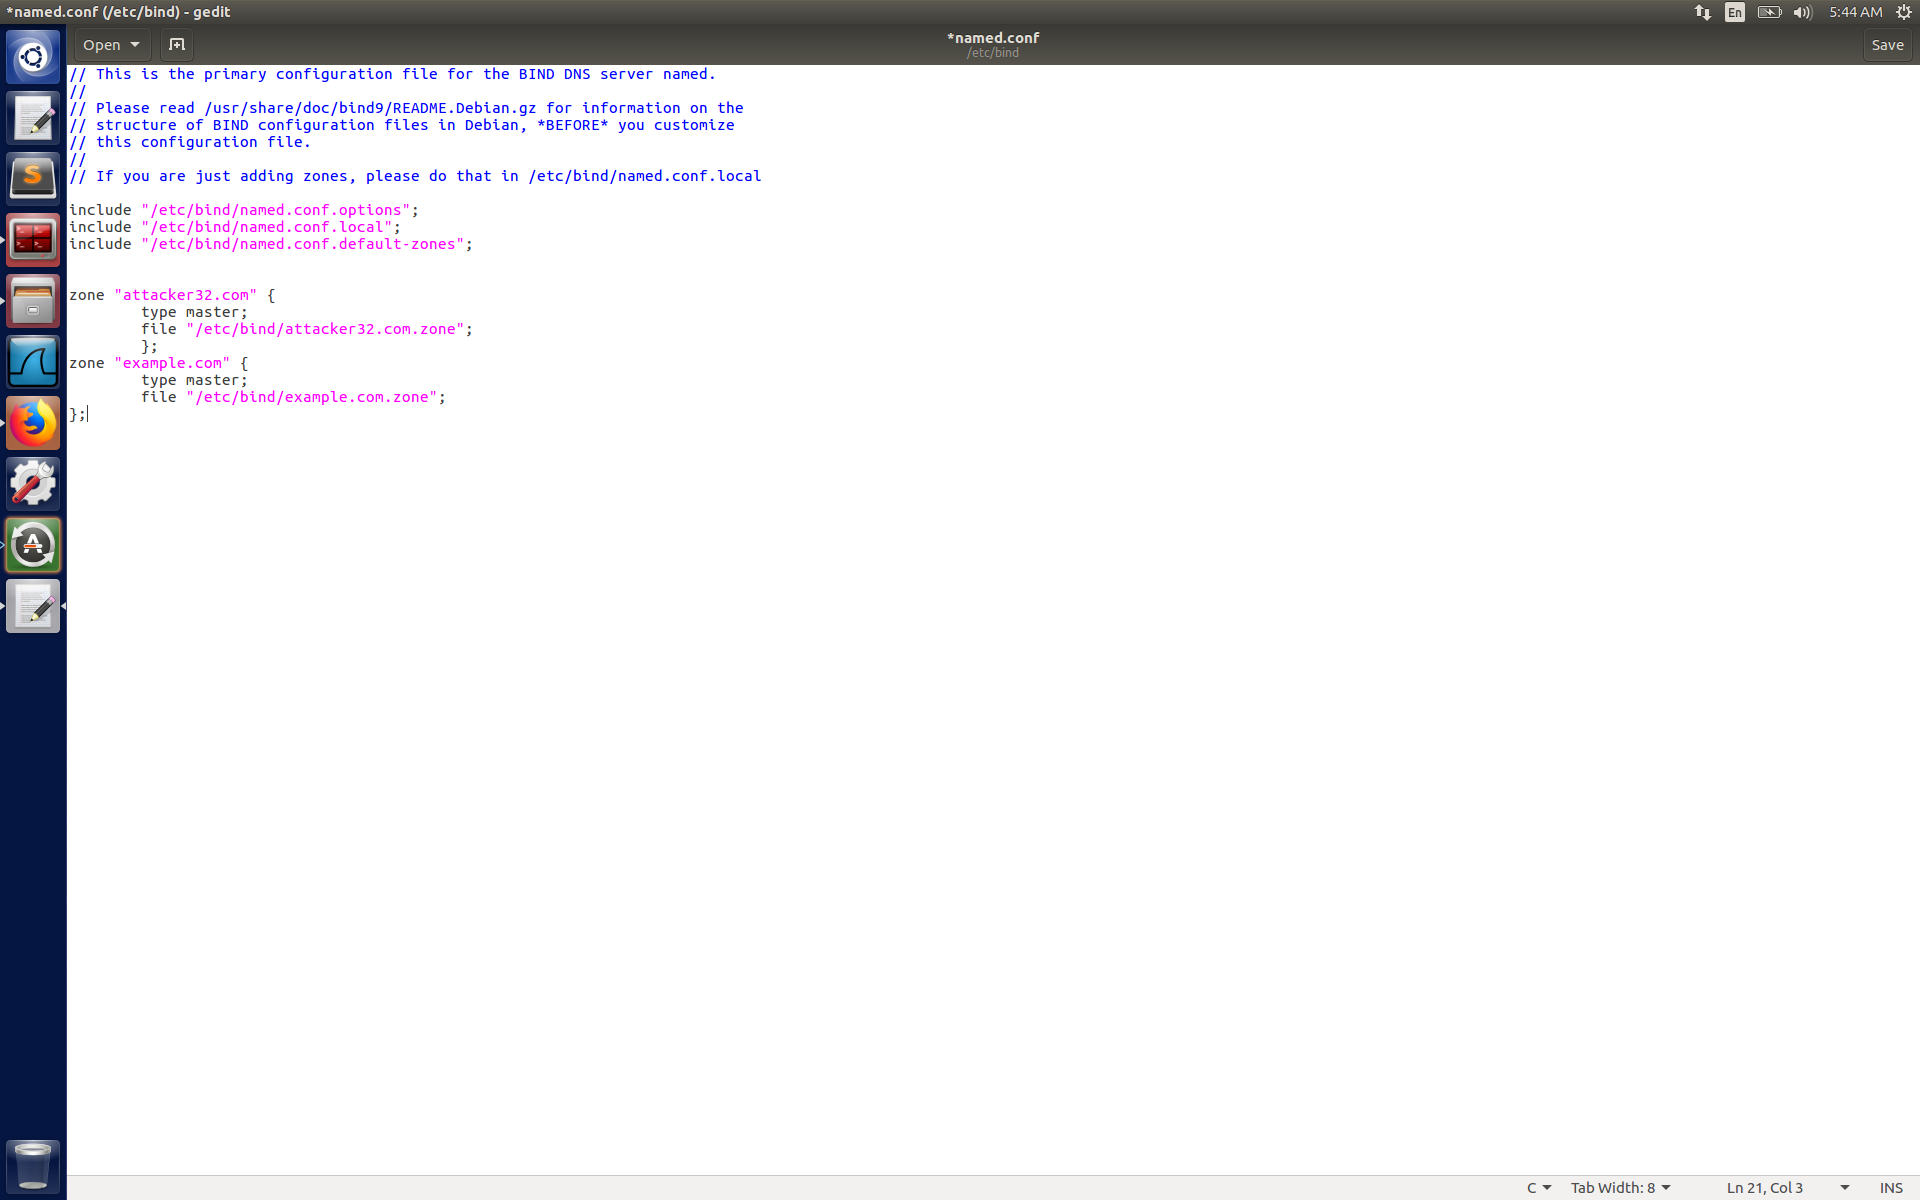 *named.conf (/etc/bind) - gedit
En
5:44 AM
Open
*named.conf
/etc/bind
Save
// This is the primary configuration file for the BIND DNS server named.
//
// Please read /usr/share/doc/bind9/README.Debian.gz for information on the
// structure of BIND configuration files in Debian, *BEFORE* you customize
// this configuration file.
//
// If you are just adding zones, please do that in /etc/bind/named.conf.local
include "/etc/bind/named.conf.options";
include "/etc/bind/named.conf.local";
include "/etc/bind/named.conf.default-zones";
zone "attacker32.com" {
type master;
file "/etc/bind/attacker32.com.zone";
};
zone "example.com" {
type master;
file "/etc/bind/example.com.zone";
};
C
Tab Width: 8
Ln 21, Col 3
INS